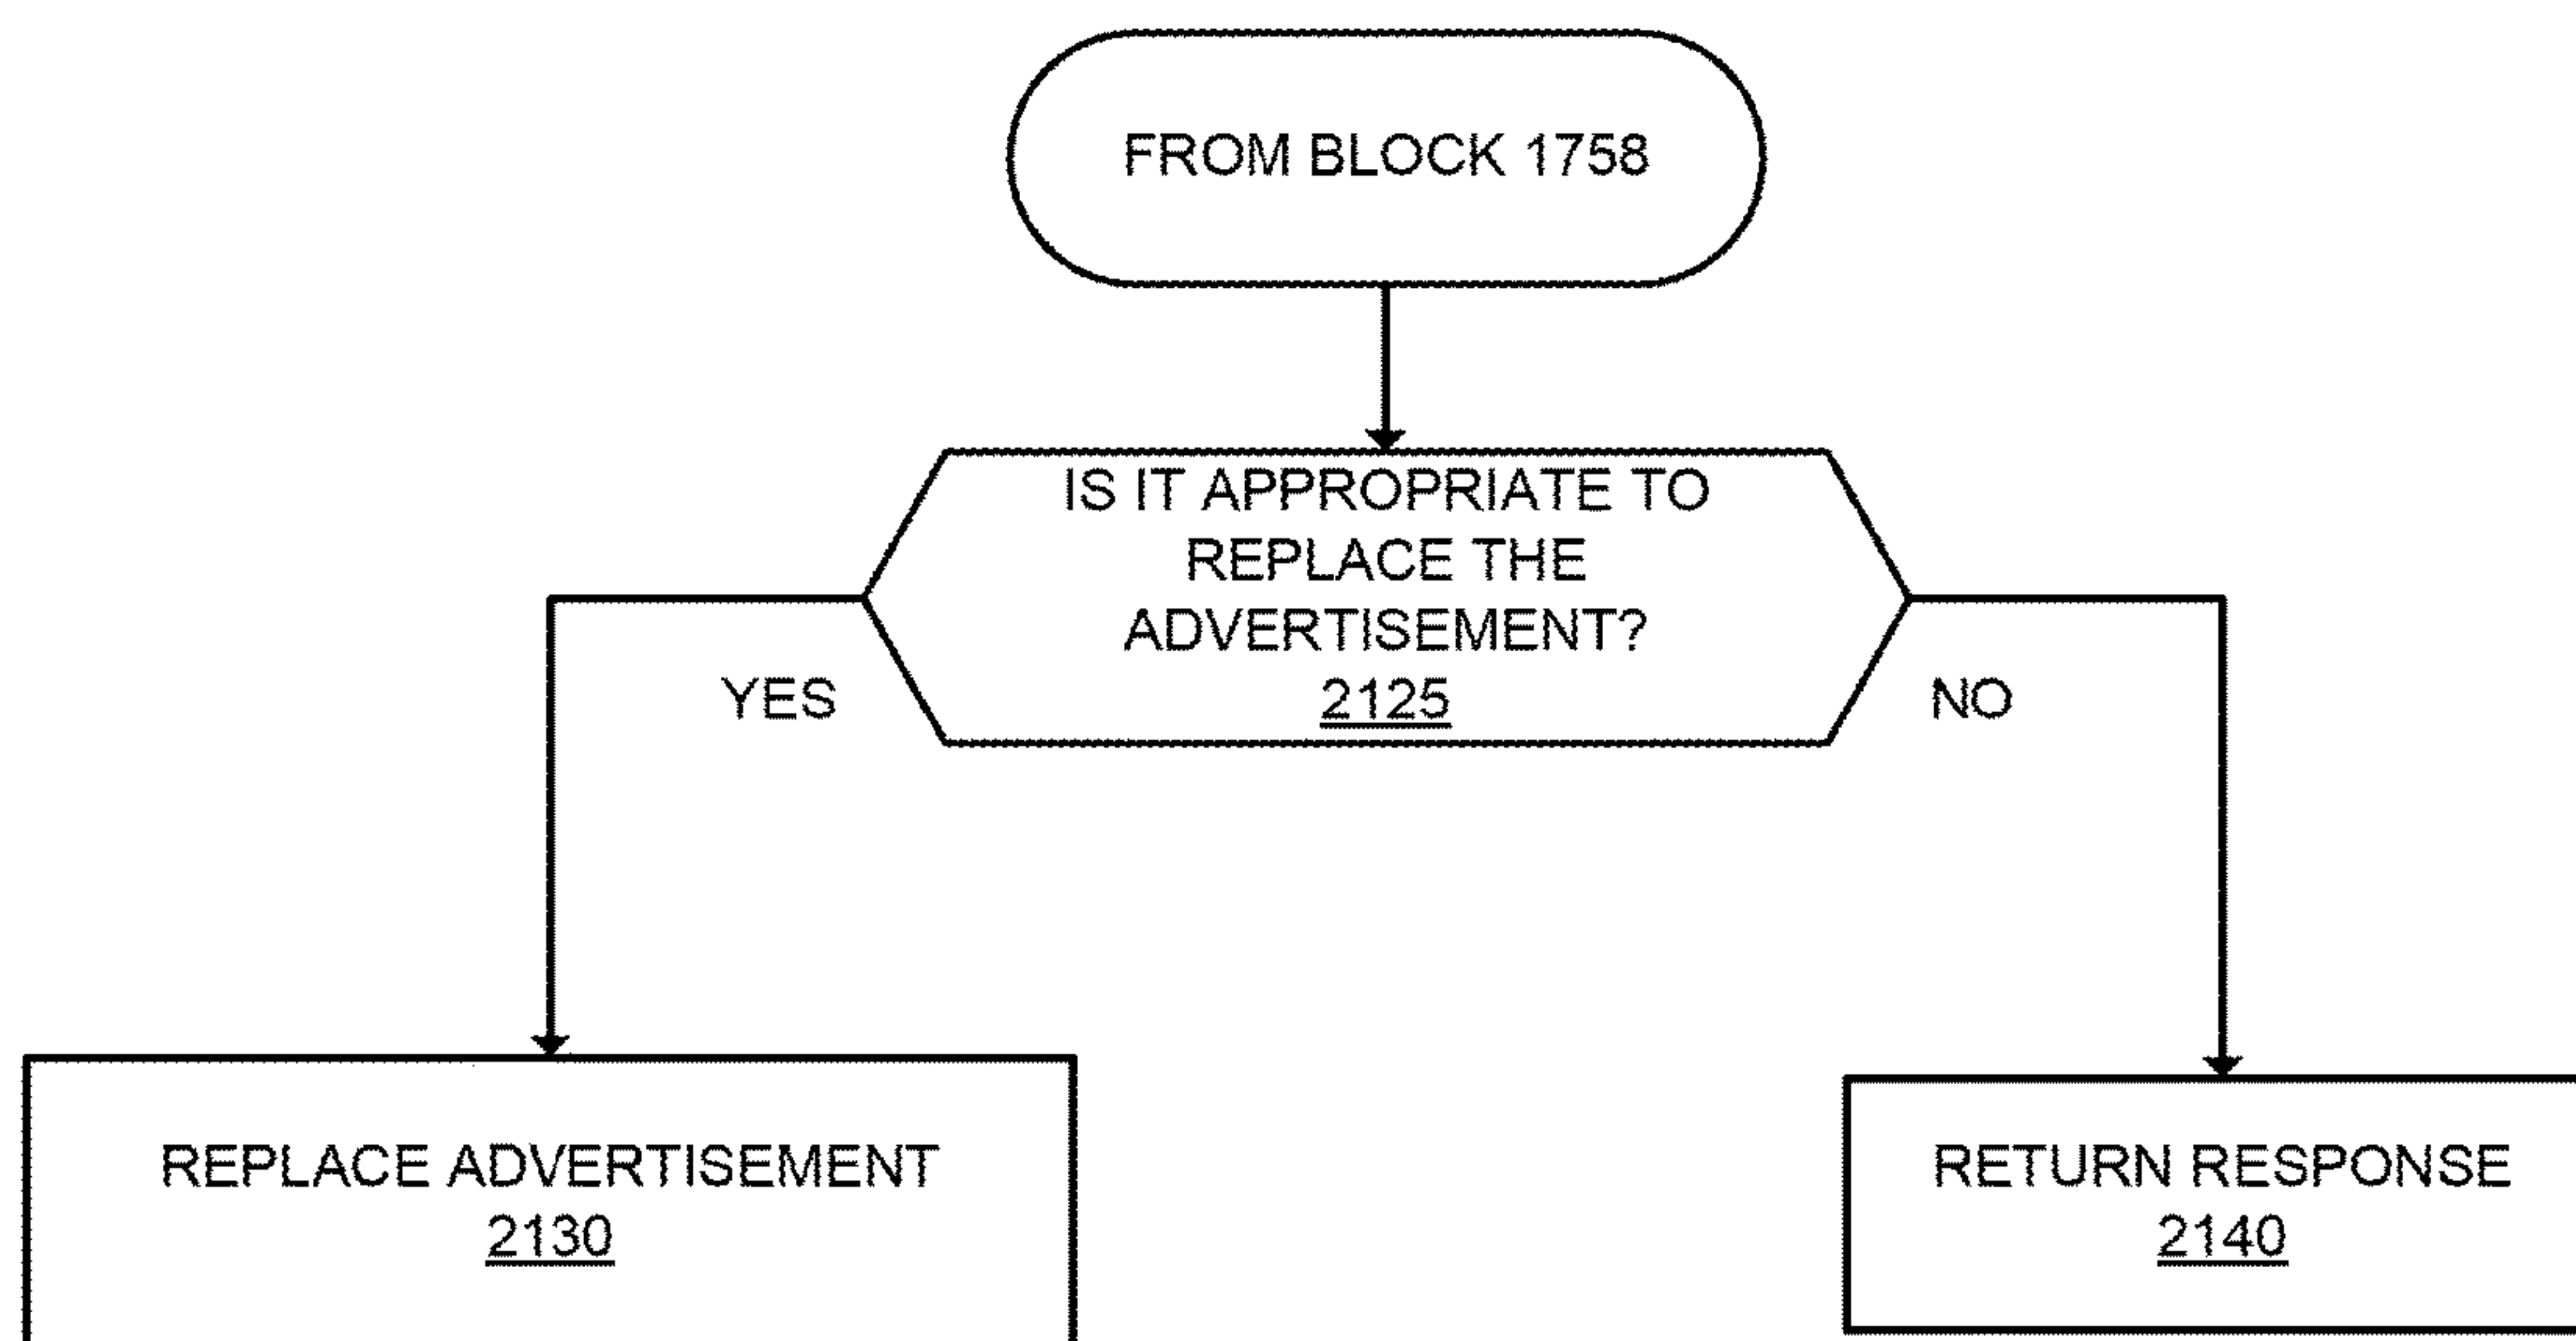 FROM BLOCK 1758
IS IT APPROPRIATE TO
REPLACE THE
ADVERTISEMENT?
2125
YES
NO
REPLACE ADVERTISEMENT
2130
RETURN RESPONSE
2140